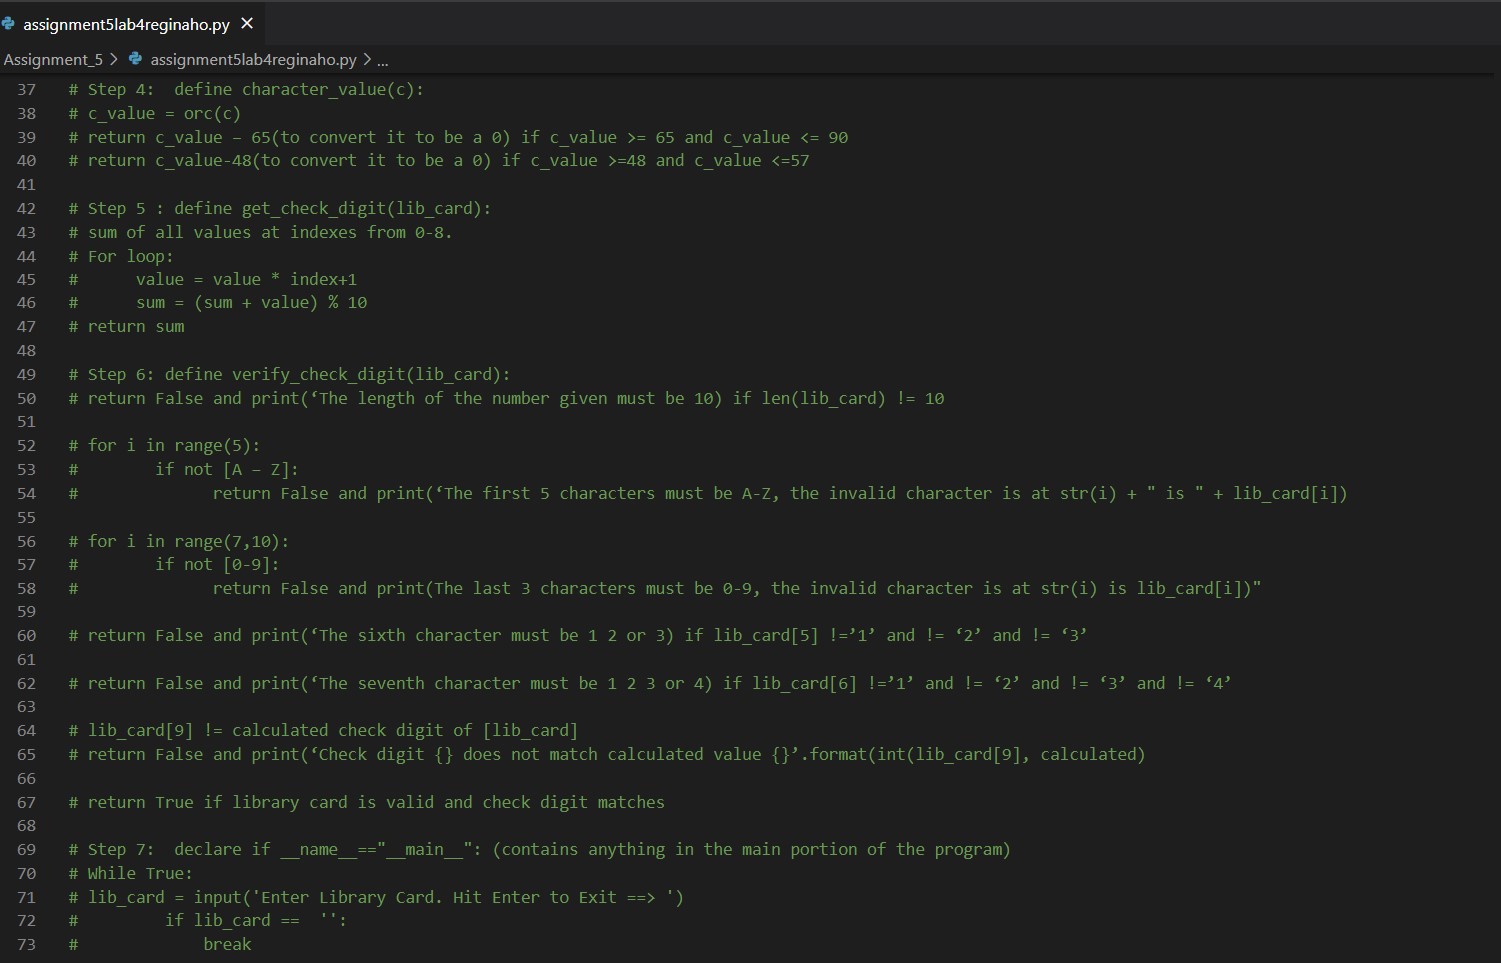 assignment5lab4reginaho.py ×
Assignment_5 > assignment5lab4reginaho.py > ...
37 # Step 4:  define character_value(c):
38 # c_value = orc(c)
39 # return c_value – 65(to convert it to be a 0) if c_value >= 65 and c_value <= 90
40 # return c_value-48(to convert it to be a 0) if c_value >=48 and c_value <=57
41
42 # Step 5 : define get_check_digit(lib_card):
43 # sum of all values at indexes from 0-8.
44 # For loop:
45 #      value = value * index+1
46 #      sum = (sum + value) % 10
47 # return sum
48
49 # Step 6: define verify_check_digit(lib_card):
50 # return False and print(‘The length of the number given must be 10) if len(lib_card) != 10
51
52 # for i in range(5):
53 #        if not [A – Z]:
54 #              return False and print(‘The first 5 characters must be A-Z, the invalid character is at str(i) + " is " + lib_card[i])
55
56 # for i in range(7,10):
57 #        if not [0-9]:
58 #              return False and print(The last 3 characters must be 0-9, the invalid character is at str(i) is lib_card[i])"
59
60 # return False and print(‘The sixth character must be 1 2 or 3) if lib_card[5] !=’1’ and != ‘2’ and != ‘3’
61
62 # return False and print(‘The seventh character must be 1 2 3 or 4) if lib_card[6] !=’1’ and != ‘2’ and != ‘3’ and != ‘4’
63
64 # lib_card[9] != calculated check digit of [lib_card]
65 # return False and print(‘Check digit {} does not match calculated value {}’.format(int(lib_card[9], calculated)
66
67 # return True if library card is valid and check digit matches
68
69 # Step 7:  declare if __name__=="__main__": (contains anything in the main portion of the program)
70 # While True:
71 # lib_card = input('Enter Library Card. Hit Enter to Exit ==> ')
72 #         if lib_card ==  '':
73 #             break